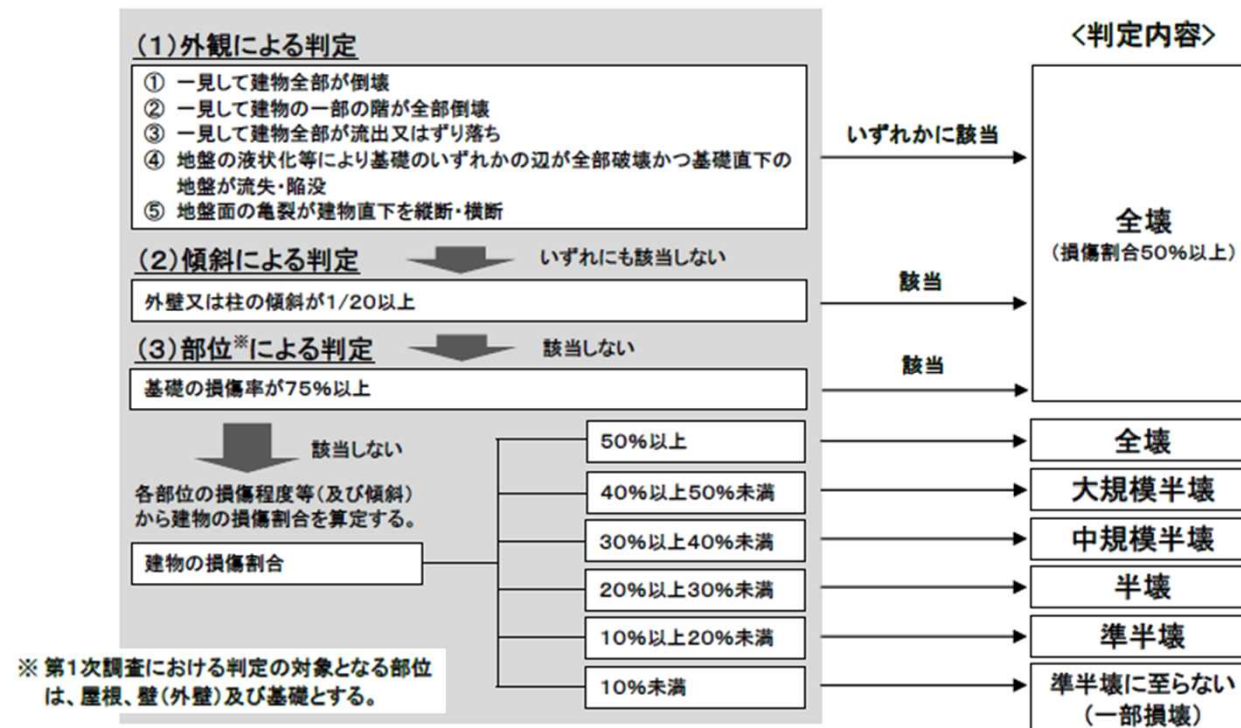 (1)外観による判定
① 一見して建物全部が倒壊
② 一見して建物の一部の階が全部倒壊
③ 一見して建物全部が流出又はずり落ち
④ 地盤の液状化等により基礎のいずれかの辺が全部破壊かつ基礎直下の
地盤が流失・陥没
⑤ 地盤面の亀裂が建物直下を縦断・横断
いずれにも該当しない
(2)傾斜による判定
外壁又は柱の傾斜が1/20以上
該当しない
(3)部位※による判定
基礎の損傷率が75%以上
該当しない
各部位の損傷程度等(及び傾斜)
から建物の損傷割合を算定する。
建物の損傷割合
50%以上
40%以上50%未満
30%以上40%未満
20%以上30%未満
10%以上20%未満
10%未満
※ 第1次調査における判定の対象となる部位
は、屋根、壁(外壁)及び基礎とする。
いずれかに該当
該当
該当
<判定内容>
全壊
(損傷割合50%以上)
全壊
大規模半壊
中規模半壊
半壊
準半壊
準半壊に至らない
(一部損壊)